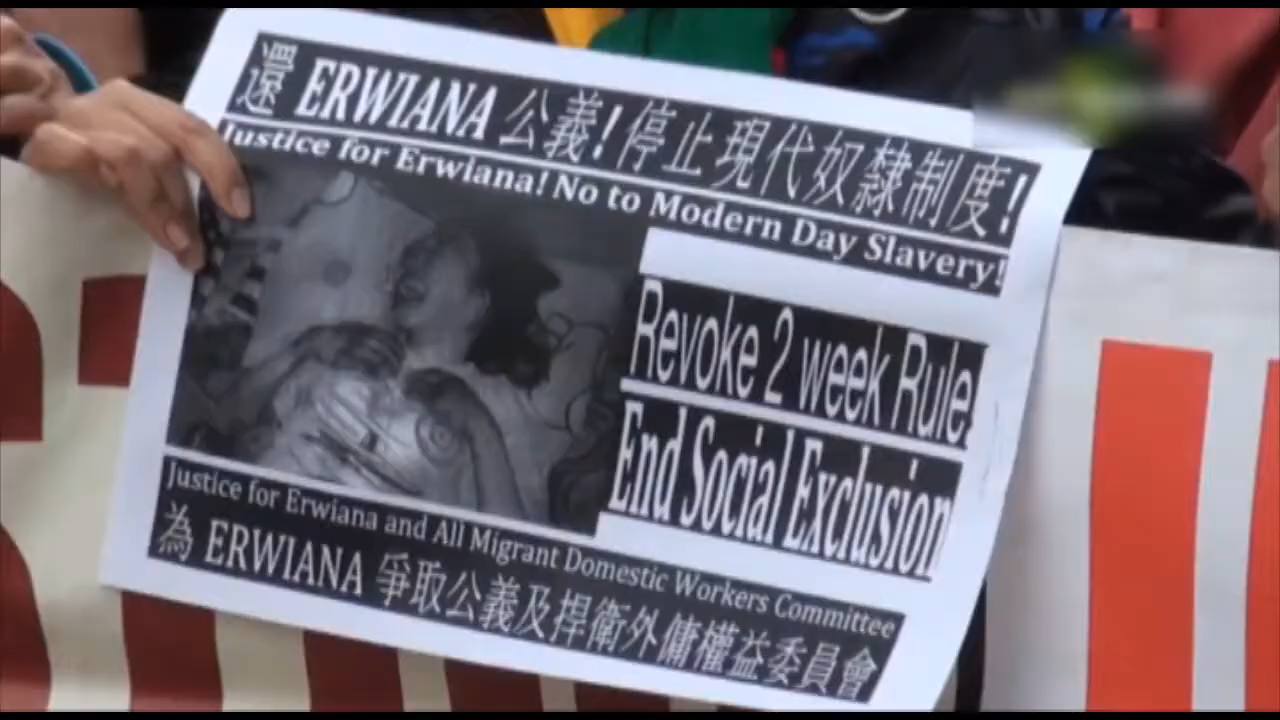 還 ERWIANA 公義! 停止現代奴隸制度!
Justice for Erwiana! No to Modern Day Slavery!
Revoke 2 week Rule
End Social Exclusion
Justice for Erwiana and All Migrant Domestic Workers Committee
為 ERWIANA 爭取公義及捍衛外傭權益委員會